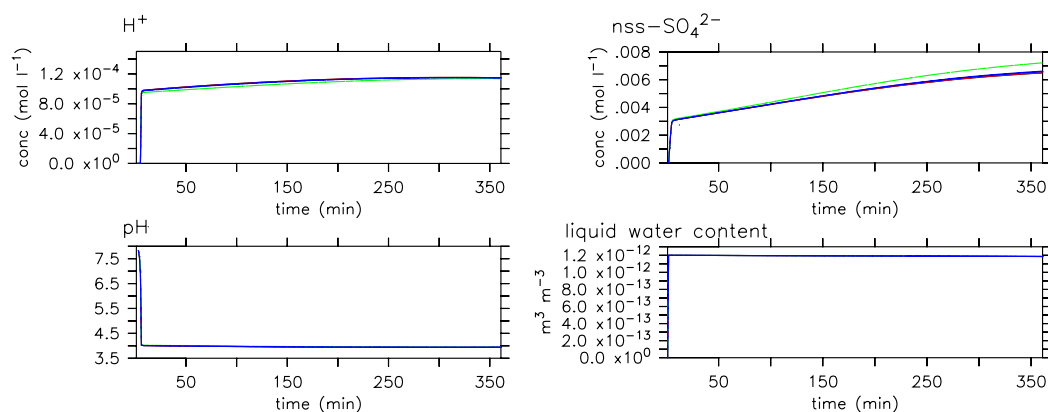 H⁺
conc (mol l⁻¹)
1.2 x10⁻⁴
8.0 x10⁻⁵
4.0 x10⁻⁵
0.0 x10⁰
50 150 250 350
time (min)
nss−SO₄²⁻
conc (mol l⁻¹)
.008
.006
.004
.002
.000
50 150 250 350
time (min)
pH
7.5
6.5
5.5
4.5
3.5
50 150 250 350
time (min)
liquid water content
m³ m⁻³
1.2 x10⁻¹²
1.0 x10⁻¹²
8.0 x10⁻¹³
6.0 x10⁻¹³
4.0 x10⁻¹³
2.0 x10⁻¹³
0.0 x10⁰
50 150 250 350
time (min)